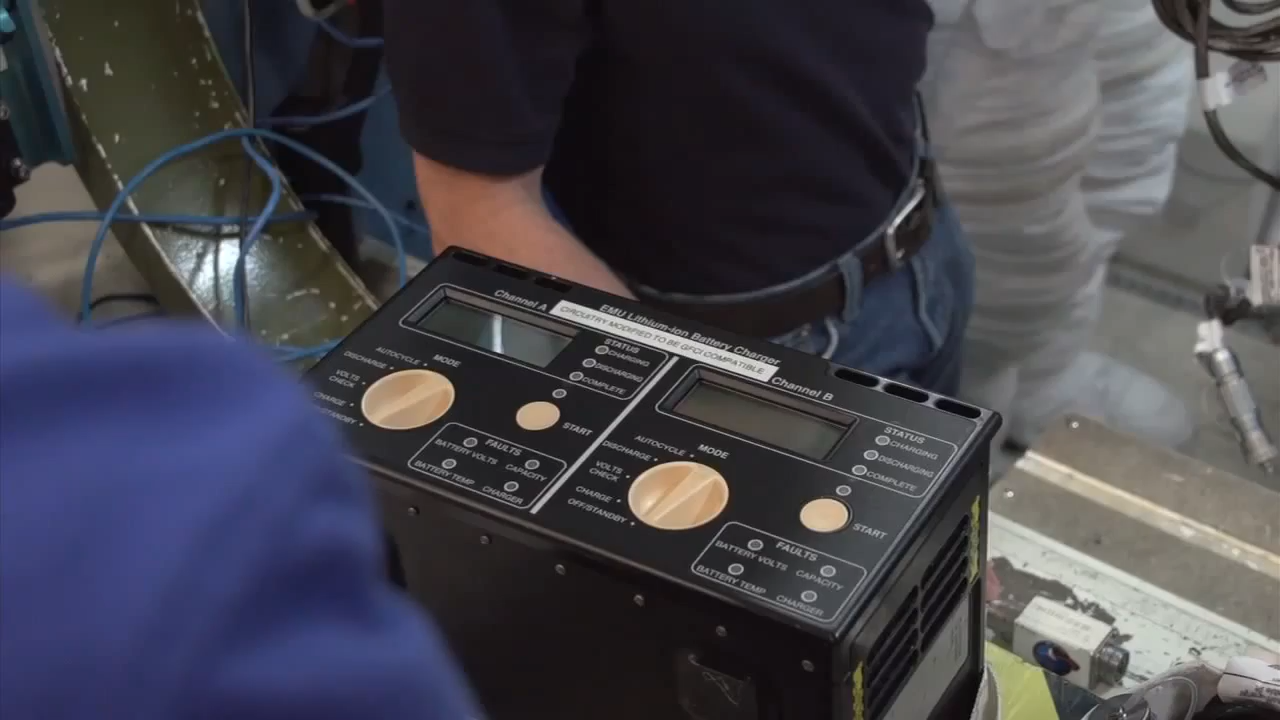 EMU Lithium-ion Battery Charger
CIRCUITRY MODIFIED TO BE GFCI COMPATIBLE
Channel A
STATUS
CHARGING
DISCHARGING
COMPLETE
MODE
AUTOCYCLE
DISCHARGE
VOLTS
CHECK
CHARGE
/STANDBY
START
FAULTS
BATTERY VOLTS
CAPACITY
BATTERY TEMP
CHARGER
Channel B
STATUS
CHARGING
DISCHARGING
COMPLETE
MODE
AUTOCYCLE
DISCHARGE
VOLTS
CHECK
CHARGE
OFF/STANDBY
START
FAULTS
BATTERY VOLTS
CAPACITY
BATTERY TEMP
CHARGER